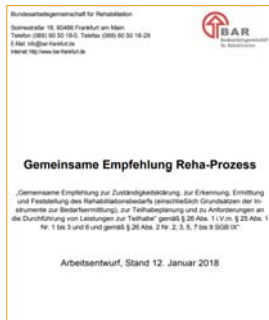 Bundesarbeitsgemeinschaft für Rehabilitation
Solmsstraße 18, 60486 Frankfurt am Main
Telefon (069) 60 50 18-0, Telefax (069) 60 50 18-29
E-Mail: info@bar-frankfurt.de
Internet: http://www.bar-frankfurt.de
BAR
Bundesarbeitsgemeinschaft
für Rehabilitation
Gemeinsame Empfehlung Reha-Prozess
„Gemeinsame Empfehlung zur Zuständigkeitsklärung, zur Erkennung, Ermittlung
und Feststellung des Rehabilitationsbedarfs (einschließlich Grundsätzen der In-
strumente zur Bedarfsermittlung), zur Teilhabeplanung und zu Anforderungen an
die Durchführung von Leistungen zur Teilhabe" gemäß § 26 Abs. 1 i.V.m. § 25 Abs. 1
Nr. 1 bis 3 und 6 und gemäß § 26 Abs. 2 Nr. 2, 3, 5, 7 bis 9 SGB IX"
Arbeitsentwurf, Stand 12. Januar 2018